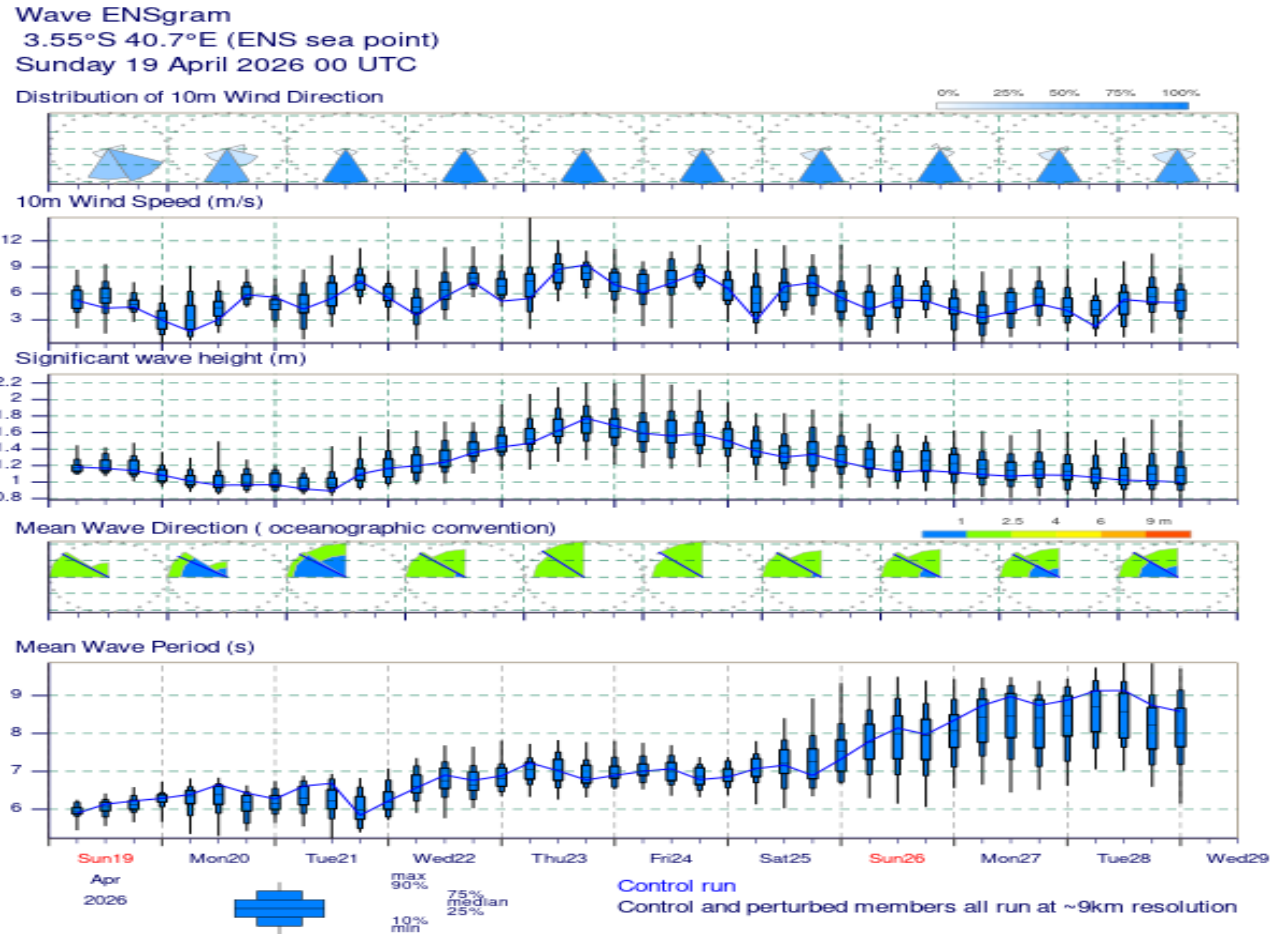 Wave ENSgram
3.55°S 40.7°E (ENS sea point)
Sunday 19 April 2026 00 UTC
Distribution of 10m Wind Direction
0% 25% 50% 75% 100%
10m Wind Speed (m/s)
12
9
6
3
Significant wave height (m)
2.2
2
1.8
1.6
1.4
1.2
1
0.8
Mean Wave Direction ( oceanographic convention)
1 2.5 4 6 9 m
Mean Wave Period (s)
9
8
7
6
Sun19 Mon20 Tue21 Wed22 Thu23 Fri24 Sat25 Sun26 Mon27 Tue28 Wed29
Apr
2026
max
90%
75%
median
25%
10%
min
Control run
Control and perturbed members all run at ~9km resolution